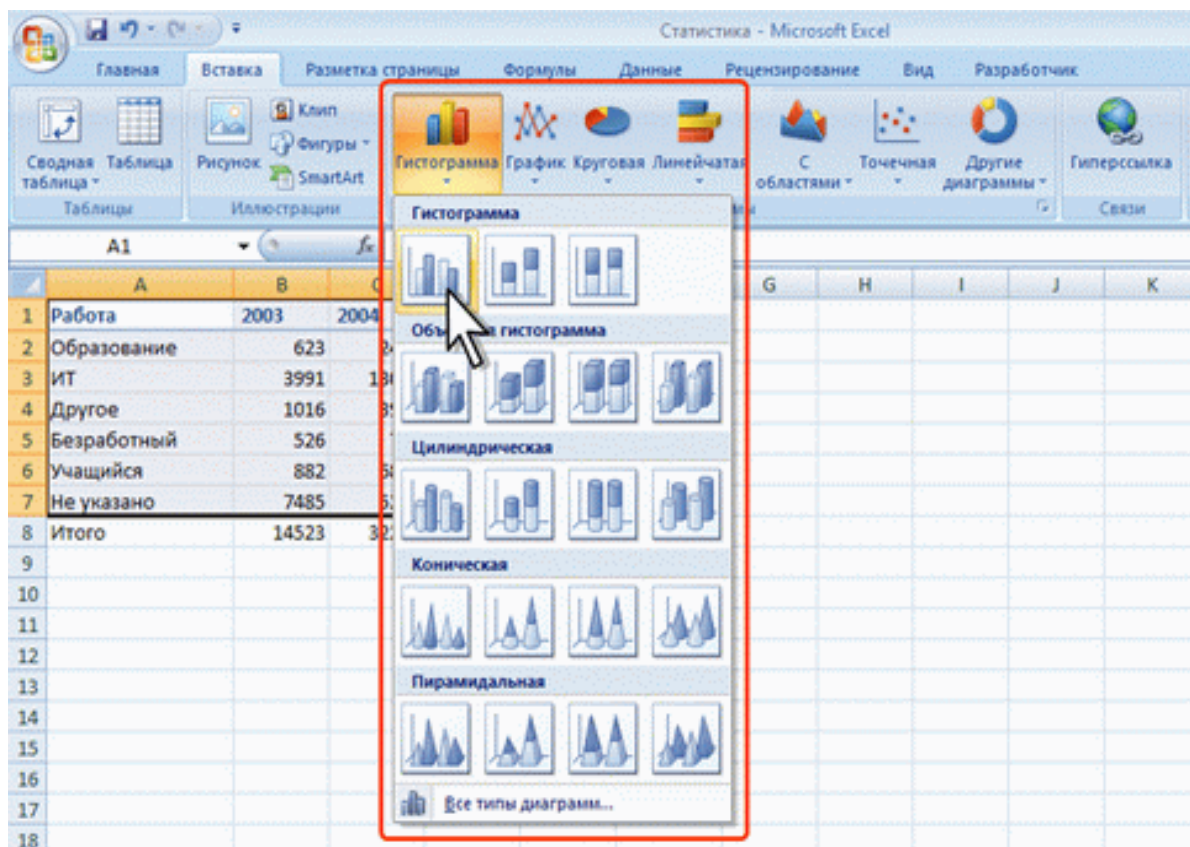 Статистика - Microsoft Excel
Главная Вставка Разметка страницы Формулы Данные Рецензирование Вид Разработчик
Сводная таблица Таблица Рисунок Клип Фигуры SmartArt Гистограмма График Круговая Линейчатая С областями Точечная Другие диаграммы Гиперссылка
Таблицы Иллюстрации Связи
A1 fx
A B G H I J K
1 Работа 2003 2004
2 Образование 623
3 ИТ 3991
4 Другое 1016
5 Безработный 526
6 Учащийся 882
7 Не указано 7485
8 Итого 14523
9
10
11
12
13
14
15
16
17
18
Гистограмма
гистограмма
Цилиндрическая
Коническая
Пирамидальная
Все типы диаграмм...